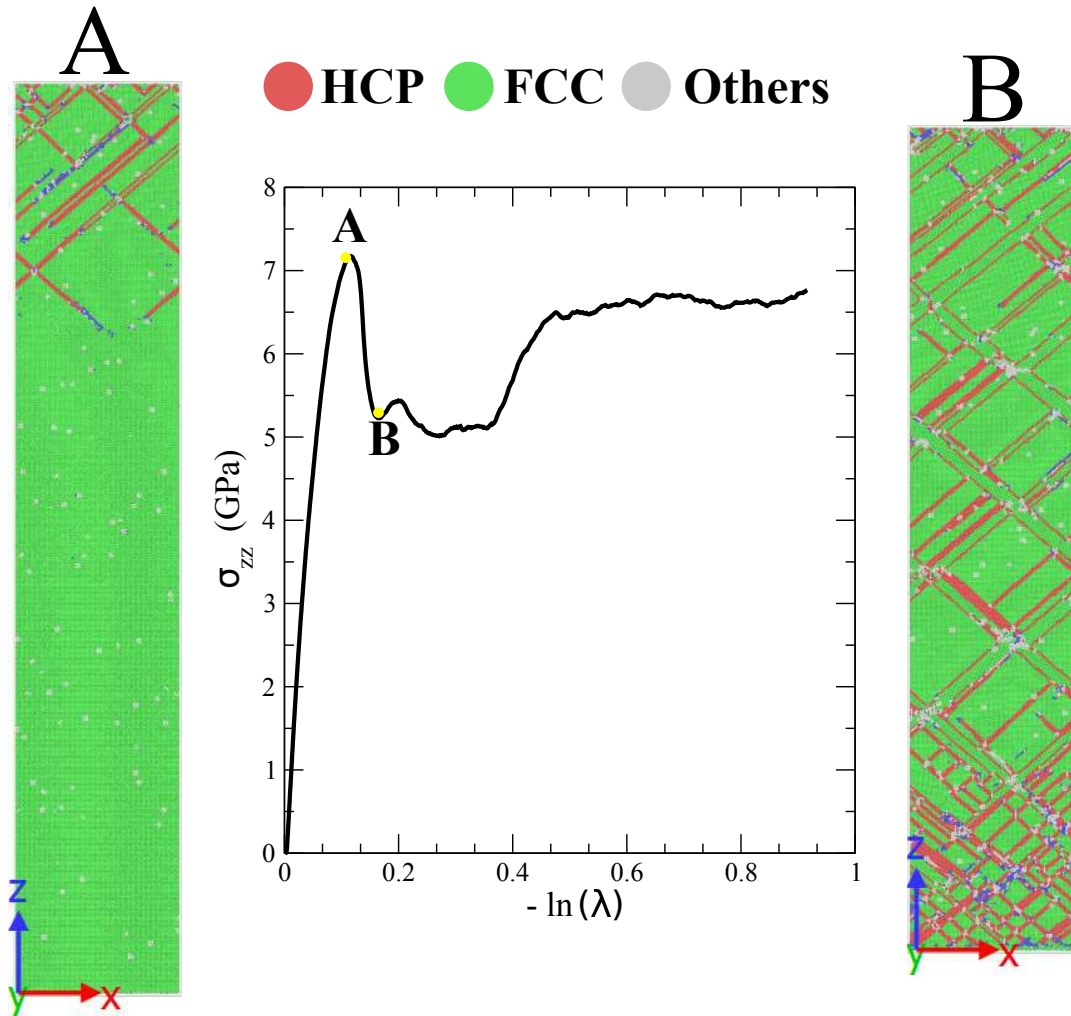 A
HCP FCC Others
B
8
7
6
5
4
3
2
1
0
σzz (GPa)
A
B
0 0.2 0.4 0.6 0.8 1
- ln (λ)
z
y x
z
y x